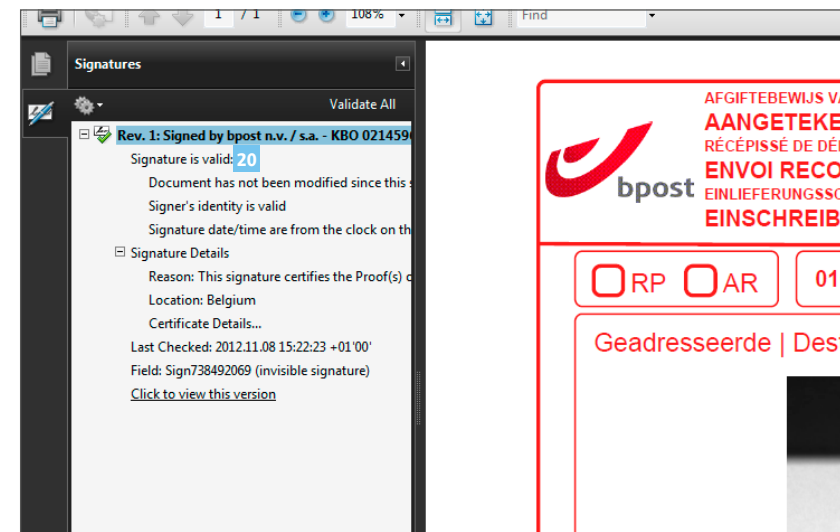 1 / 1 108% Find
Signatures
Validate All
Rev. 1: Signed by bpost n.v. / s.a. - KBO 0214596
Signature is valid: 20
Document has not been modified since this
Signer's identity is valid
Signature date/time are from the clock on th
Signature Details
Reason: This signature certifies the Proof(s)
Location: Belgium
Certificate Details...
Last Checked: 2012.11.08 15:22:23 +01'00'
Field: Sign738492069 (invisible signature)
Click to view this version
bpost
AFGIFTEBEWIJS
AANGETEKE
RÉCÉPISSÉ DE DÉ
ENVOI RECO
EINLIEFERUNGSSC
EINSCHREIB
RP AR 01
Geadresseerde | Dest